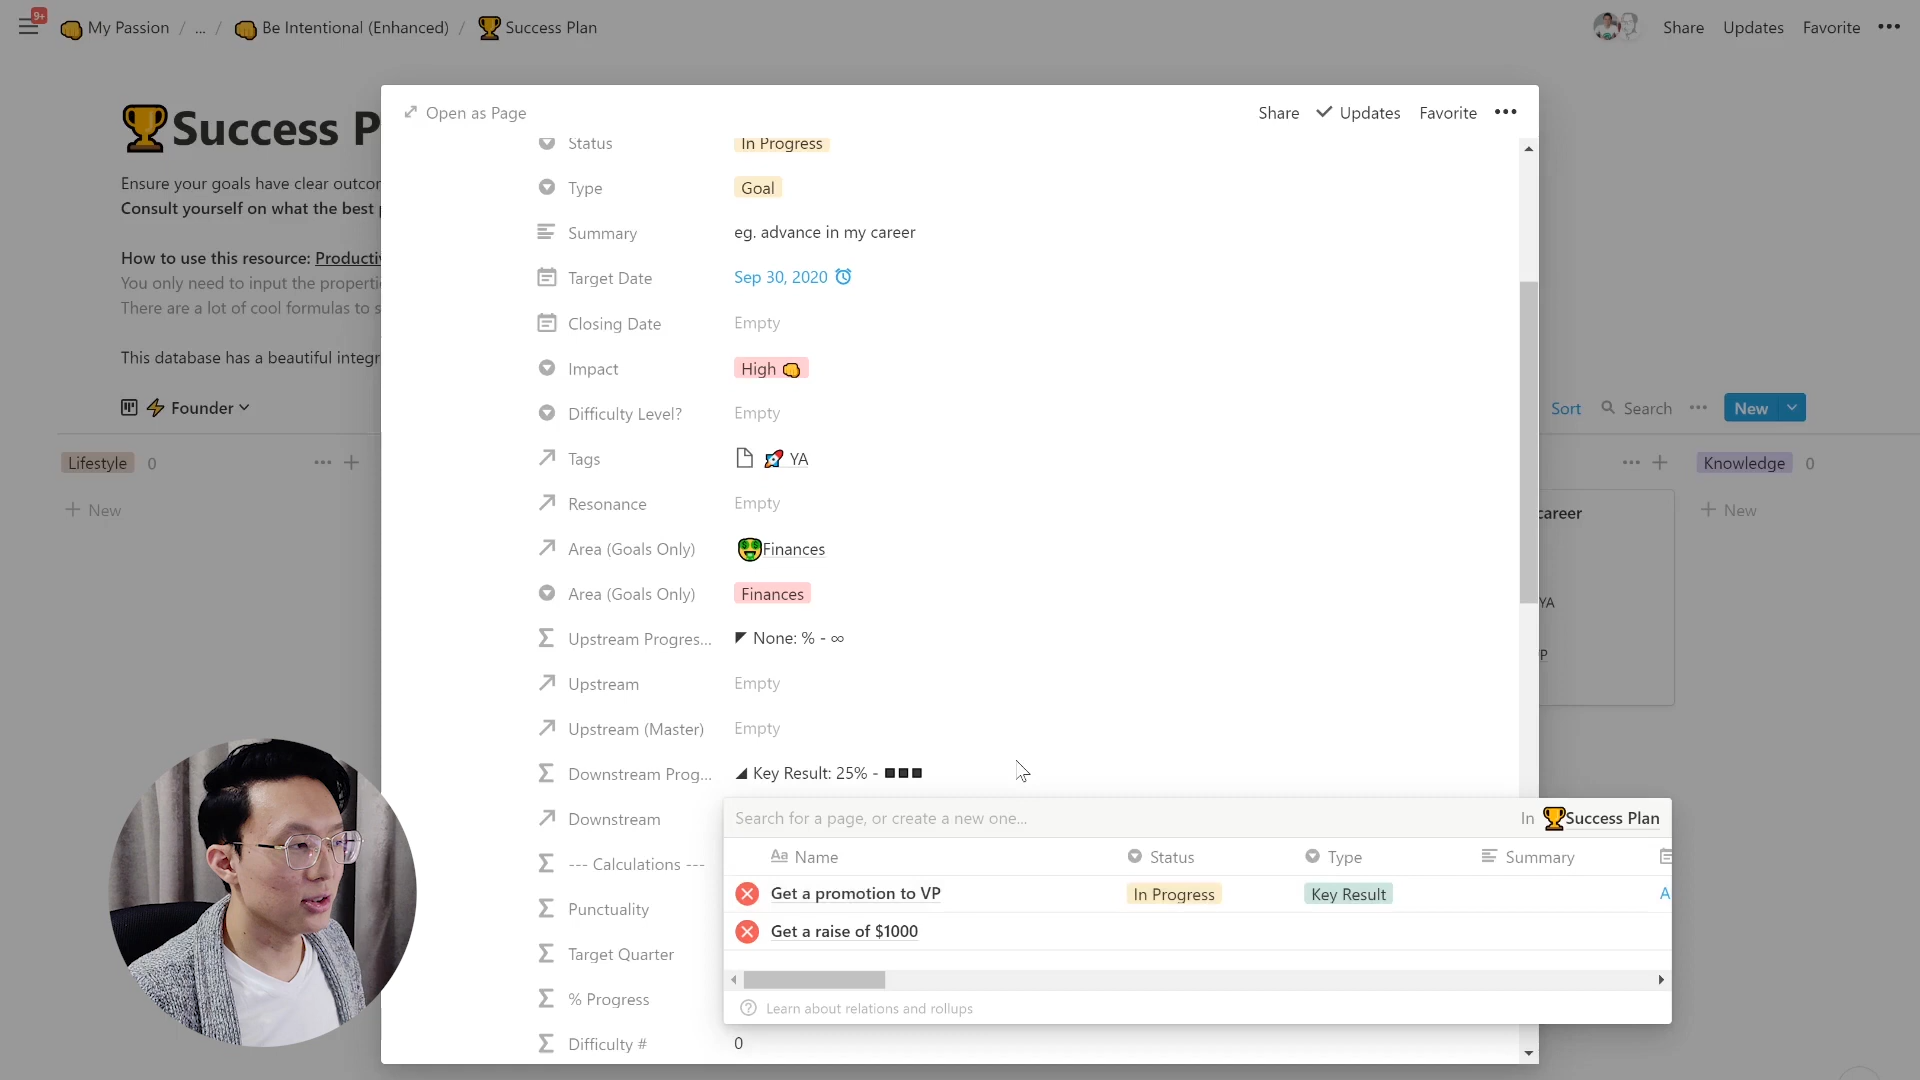 9+
My Passion / ... / Be Intentional (Enhanced) / Success Plan
Share Updates Favorite
Open as Page
Share Updates Favorite
Success P
Ensure your goals have clear outcor
Consult yourself on what the best
How to use this resource: Productiv
You only need to input the properti
There are a lot of cool formulas to s
This database has a beautiful integr
Founder
Sort Search New
Lifestyle 0
New
Knowledge 0
New
career
YA
P
Status In Progress
Type Goal
Summary eg. advance in my career
Target Date Sep 30, 2020
Closing Date Empty
Impact High
Difficulty Level? Empty
Tags YA
Resonance Empty
Area (Goals Only) Finances
Area (Goals Only) Finances
Upstream Progres... None: % - ∞
Upstream Empty
Upstream (Master) Empty
Downstream Prog... Key Result: 25% -
Downstream
--- Calculations ---
Punctuality
Target Quarter
% Progress
Difficulty # 0
Search for a page, or create a new one... In Success Plan
Aa Name Status Type Summary
Get a promotion to VP In Progress Key Result A
Get a raise of $1000
Learn about relations and rollups